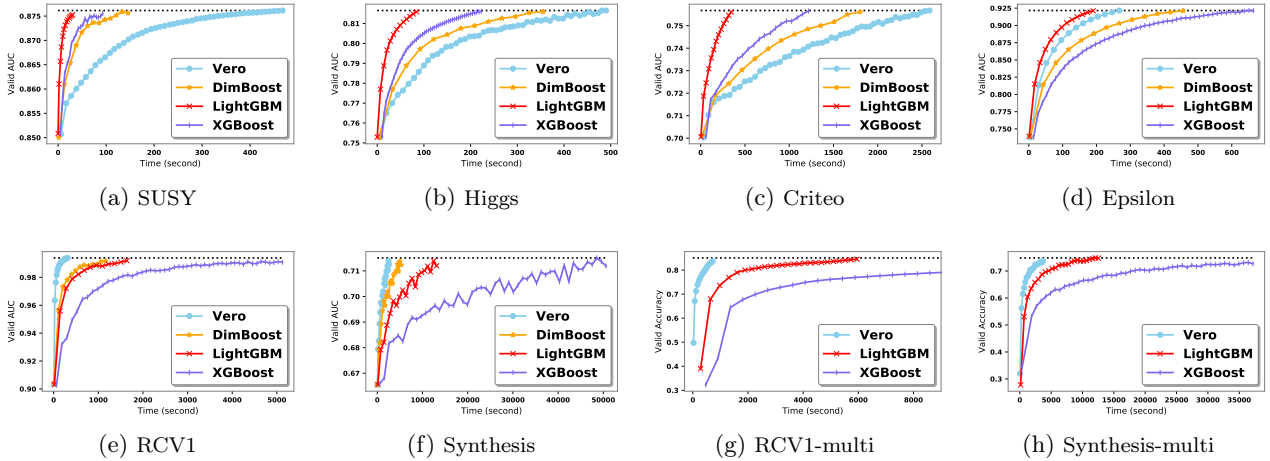 Valid AUC
0.875
0.870
0.865
0.860
0.855
0.850
Vero
DimBoost
LightGBM
XGBoost
0 100 200 300 400
Time (second)
(a) SUSY
Valid AUC
0.81
0.80
0.79
0.78
0.77
0.76
0.75
Vero
DimBoost
LightGBM
XGBoost
0 100 200 300 400 500
Time (second)
(b) Higgs
Valid AUC
0.75
0.74
0.73
0.72
0.71
0.70
Vero
DimBoost
LightGBM
XGBoost
0 500 1000 1500 2000 2500
Time (second)
(c) Criteo
Valid AUC
0.925
0.900
0.875
0.850
0.825
0.800
0.775
0.750
Vero
DimBoost
LightGBM
XGBoost
0 100 200 300 400 500 600
Time (second)
(d) Epsilon
Valid AUC
0.98
0.96
0.94
0.92
0.90
Vero
DimBoost
LightGBM
XGBoost
0 1000 2000 3000 4000 5000
Time (second)
(e) RCV1
Valid AUC
0.71
0.70
0.69
0.68
0.67
Vero
DimBoost
LightGBM
XGBoost
0 10000 20000 30000 40000 50000
Time (second)
(f) Synthesis
Valid Accuracy
0.8
0.7
0.6
0.5
0.4
0.3
Vero
LightGBM
XGBoost
0 2000 4000 6000 8000
Time (second)
(g) RCV1-multi
Valid Accuracy
0.7
0.6
0.5
0.4
0.3
Vero
LightGBM
XGBoost
0 5000 10000 15000 20000 25000 30000 35000
Time (second)
(h) Synthesis-multi